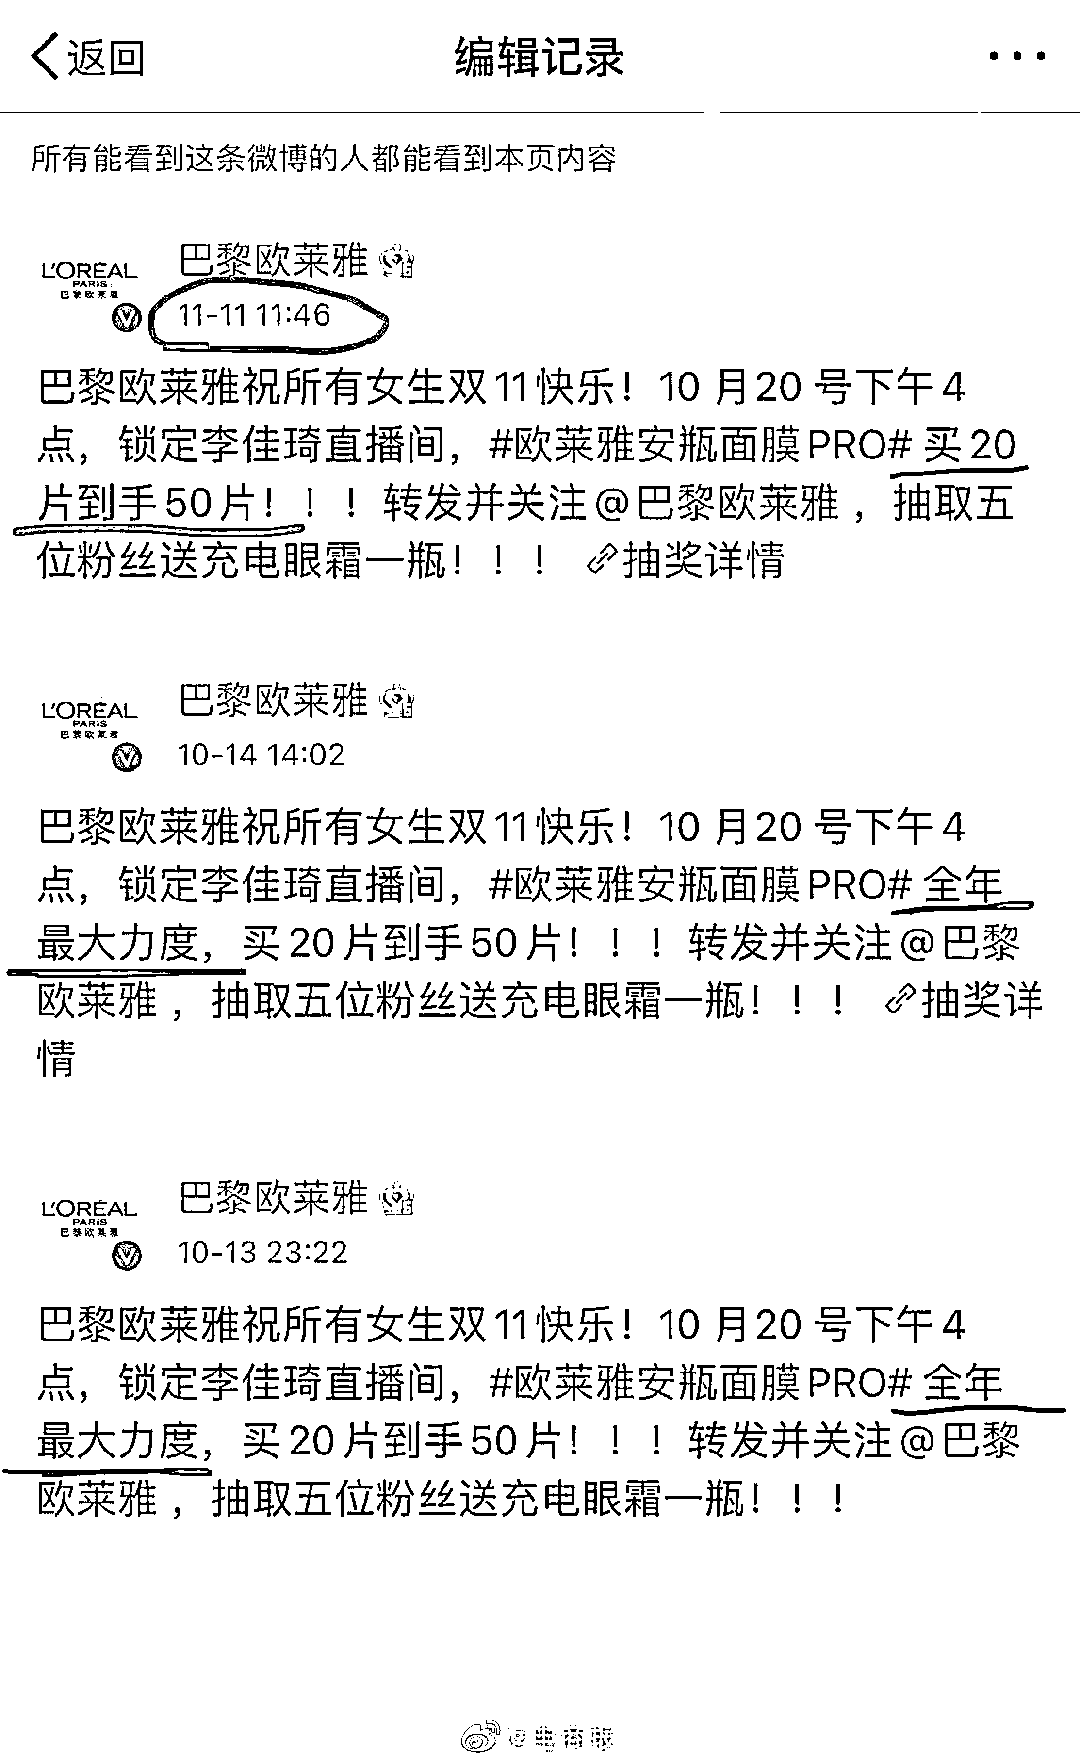 返回
编辑记录
所有能看到这条微博的人都能看到本页内容
L'ORÉAL
PARIS
巴黎欧莱雅
巴黎欧莱雅
11-11 11:46
巴黎欧莱雅祝所有女生双11快乐！10 月20 号下午4
点，锁定李佳琦直播间，#欧莱雅安瓶面膜PRO# 买20
片到手50片！！！转发并关注@巴黎欧莱雅 ，抽取五
位粉丝送充电眼霜一瓶！！！ 抽奖详情
L'ORÉAL
PARIS
巴黎欧莱雅
巴黎欧莱雅
10-14 14:02
巴黎欧莱雅祝所有女生双11快乐！10 月20 号下午4
点，锁定李佳琦直播间，#欧莱雅安瓶面膜PRO# 全年
最大力度，买20片到手50片！！！转发并关注@巴黎
欧莱雅 ，抽取五位粉丝送充电眼霜一瓶！！！ 抽奖详
情
L'ORÉAL
PARIS
巴黎欧莱雅
巴黎欧莱雅
10-13 23:22
巴黎欧莱雅祝所有女生双11快乐！10 月20 号下午4
点，锁定李佳琦直播间，#欧莱雅安瓶面膜PRO# 全年
最大力度，买20片到手50片！！！转发并关注@巴黎
欧莱雅 ，抽取五位粉丝送充电眼霜一瓶！！！
@电商报